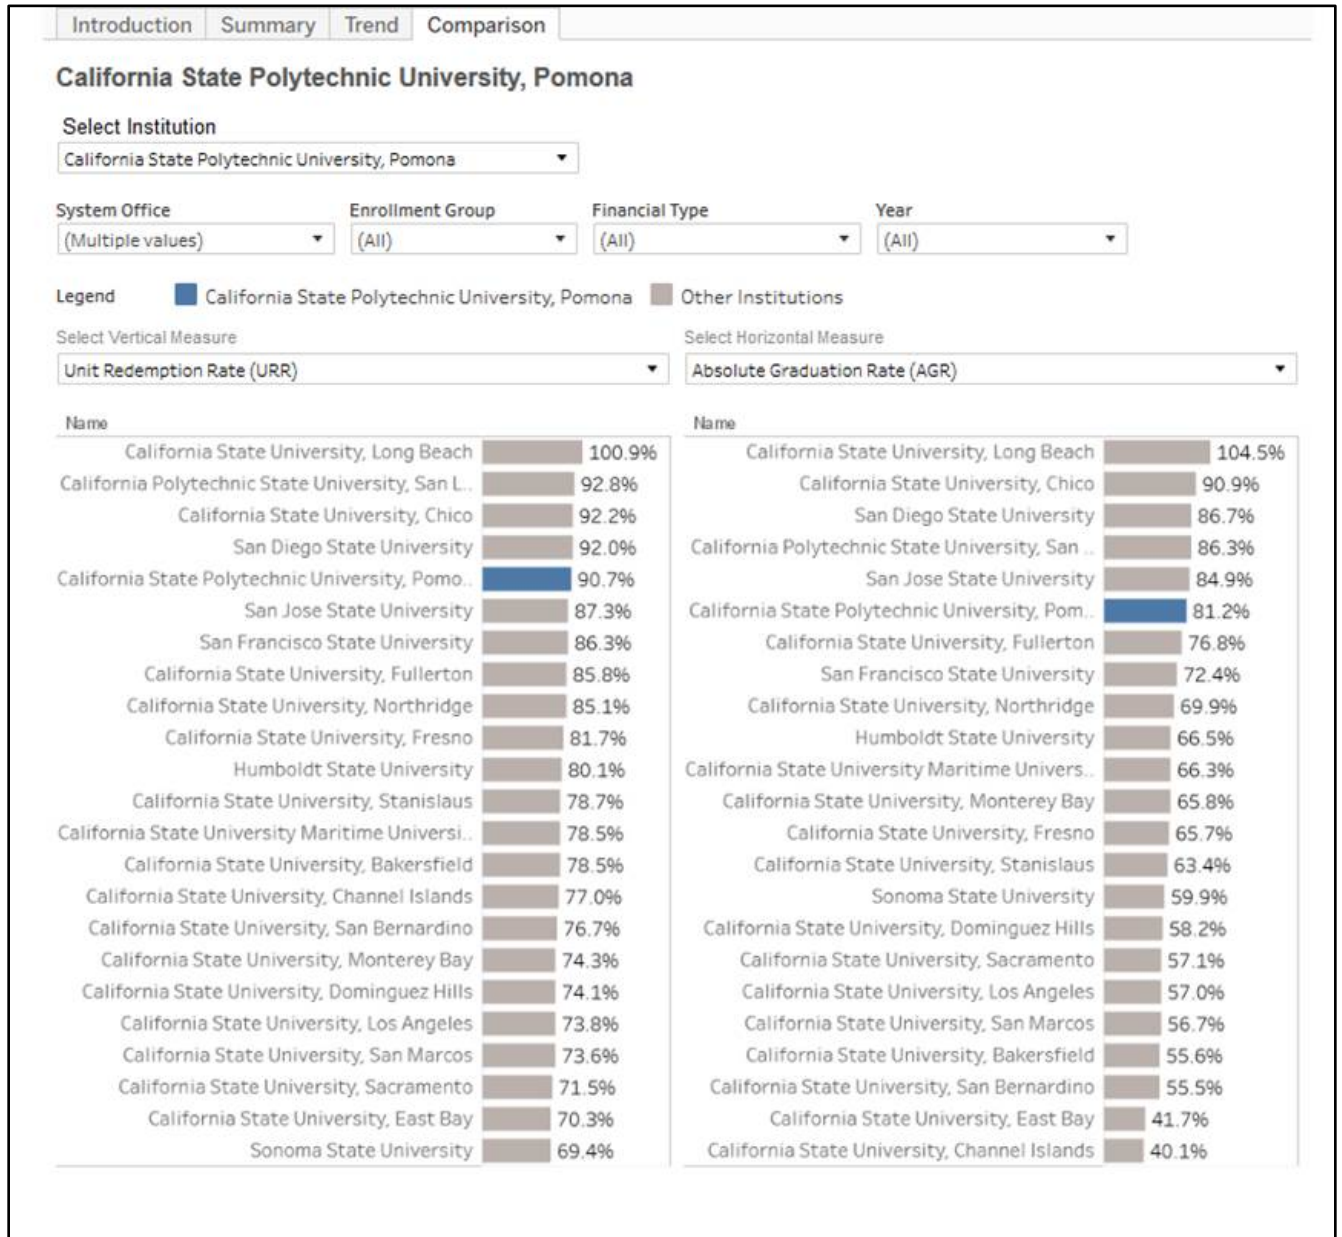 Introduction Summary Trend Comparison
California State Polytechnic University, Pomona
Select Institution
California State Polytechnic University, Pomona
System Office Enrollment Group Financial Type Year
(Multiple values) (All) (All) (All)
Legend California State Polytechnic University, Pomona Other Institutions
Select Vertical Measure
Unit Redemption Rate (URR)
Name
California State University, Long Beach 100.9%
California Polytechnic State University, San L.. 92.8%
California State University, Chico 92.2%
San Diego State University 92.0%
California State Polytechnic University, Pomo.. 90.7%
San Jose State University 87.3%
San Francisco State University 86.3%
California State University, Fullerton 85.8%
California State University, Northridge 85.1%
California State University, Fresno 81.7%
Humboldt State University 80.1%
California State University, Stanislaus 78.7%
California State University Maritime Universi.. 78.5%
California State University, Bakersfield 78.5%
California State University, Channel Islands 77.0%
California State University, San Bernardino 76.7%
California State University, Monterey Bay 74.3%
California State University, Dominguez Hills 74.1%
California State University, Los Angeles 73.8%
California State University, San Marcos 73.6%
California State University, Sacramento 71.5%
California State University, East Bay 70.3%
Sonoma State University 69.4%
Select Horizontal Measure
Absolute Graduation Rate (AGR)
Name
California State University, Long Beach 104.5%
California State University, Chico 90.9%
San Diego State University 86.7%
California Polytechnic State University, San .. 86.3%
San Jose State University 84.9%
California State Polytechnic University, Pom.. 81.2%
California State University, Fullerton 76.8%
San Francisco State University 72.4%
California State University, Northridge 69.9%
Humboldt State University 66.5%
California State University Maritime Univers.. 66.3%
California State University, Monterey Bay 65.8%
California State University, Fresno 65.7%
California State University, Stanislaus 63.4%
Sonoma State University 59.9%
California State University, Dominguez Hills 58.2%
California State University, Sacramento 57.1%
California State University, Los Angeles 57.0%
California State University, San Marcos 56.7%
California State University, Bakersfield 55.6%
California State University, San Bernardino 55.5%
California State University, East Bay 41.7%
California State University, Channel Islands 40.1%